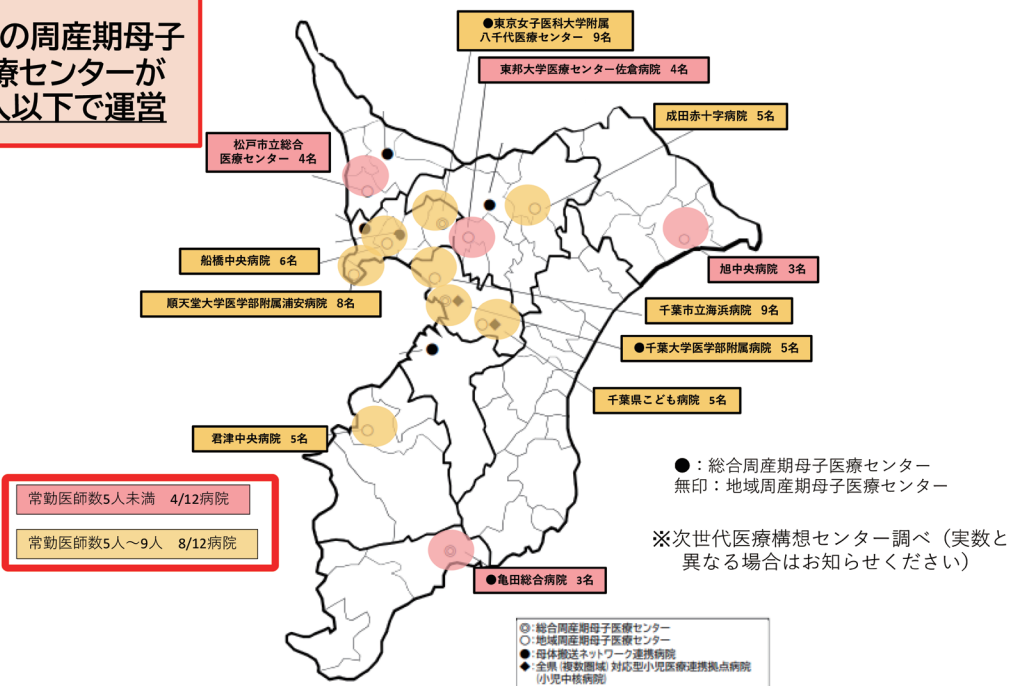 の周産期母子
療センターが
人以下で運営
●東京女子医科大学附属
八千代医療センター 9名
東邦大学医療センター佐倉病院 4名
成田赤十字病院 5名
松戸市立総合
医療センター 4名
船橋中央病院 6名
旭中央病院 3名
順天堂大学医学部附属浦安病院 8名
千葉市立海浜病院 9名
●千葉大学医学部附属病院 5名
千葉県こども病院 5名
君津中央病院 5名
●:総合周産期母子医療センター
無印:地域周産期母子医療センター
常勤医師数5人未満 4/12病院
常勤医師数5人～9人 8/12病院
※次世代医療構想センター調べ（実数と
異なる場合はお知らせください）
●亀田総合病院 3名
◎:総合周産期母子医療センター
○:地域周産期母子医療センター
●:母体搬送ネットワーク連携病院
◆:全県(複数圏域)対応型小児医療連携拠点病院
(小児中核病院)